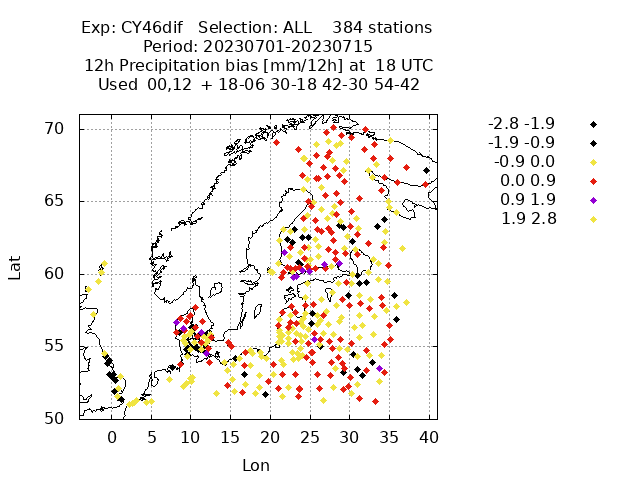 Exp: CY46dif   Selection: ALL    384 stations
Period: 20230701-20230715
12h Precipitation bias [mm/12h] at  18 UTC
Used  00,12  + 18-06 30-18 42-30 54-42
-2.8 -1.9
-1.9 -0.9
-0.9 0.0
0.0 0.9
0.9 1.9
1.9 2.8
70
65
60
55
50
Lat
0 5 10 15 20 25 30 35 40
Lon